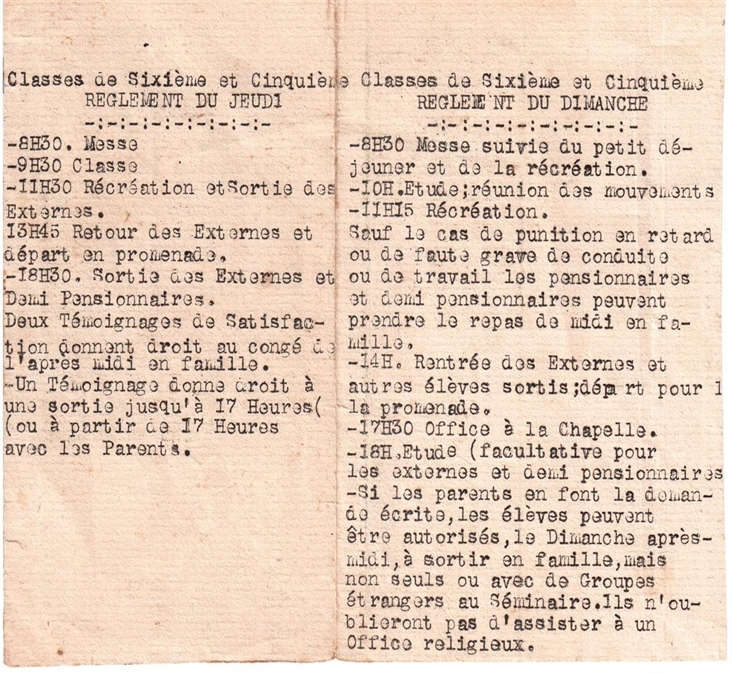 Classes de Sixième et Cinquième
REGLEMENT DU JEUDI
-:-:-:-:-:-:-:-
-8H30. Messe
-9H30 Classe
-11H30 Récréation etSortie des
Externes.
13H45 Retour des Externes et
départ en promenade.
-18H30. Sortie des Externes et
Demi Pensionnaires.
Deux Témoignages de Satisfac-
tion donnent droit au congé de
l'après midi en famille.
-Un Témoignage donne droit à
une sortie jusqu'à 17 Heures(
(ou à partir de 17 Heures
avec les Parents.
Classes de Sixième et Cinquième
REGLEMENT DU DIMANCHE
-:-:-:-:-:-:-:-:-
-8H30 Messe suivie du petit dé-
jeuner et de la récréation.
-10H.Etude;réunion des mouvements
-11H15 Récréation.
Sauf le cas de punition en retard
ou de faute grave de conduite
ou de travail les pensionnaires
et demi pensionnaires peuvent
prendre le repas de midi en fa-
mille.
-14H. Rentrée des Externes et
autres élèves sortis;départ pour l
la promenade.
-17H30 Office à la Chapelle.
-18H.Etude (facultative pour
les externes et demi pensionnaires
-Si les parents en font la deman-
de écrite,les élèves peuvent
être autorisés,le Dimanche après-
midi,à sortir en famille,mais
non seuls ou avec de Groupes
étrangers au Séminaire.Ils n'ou-
blieront pas d'assister à un
Office religieux.